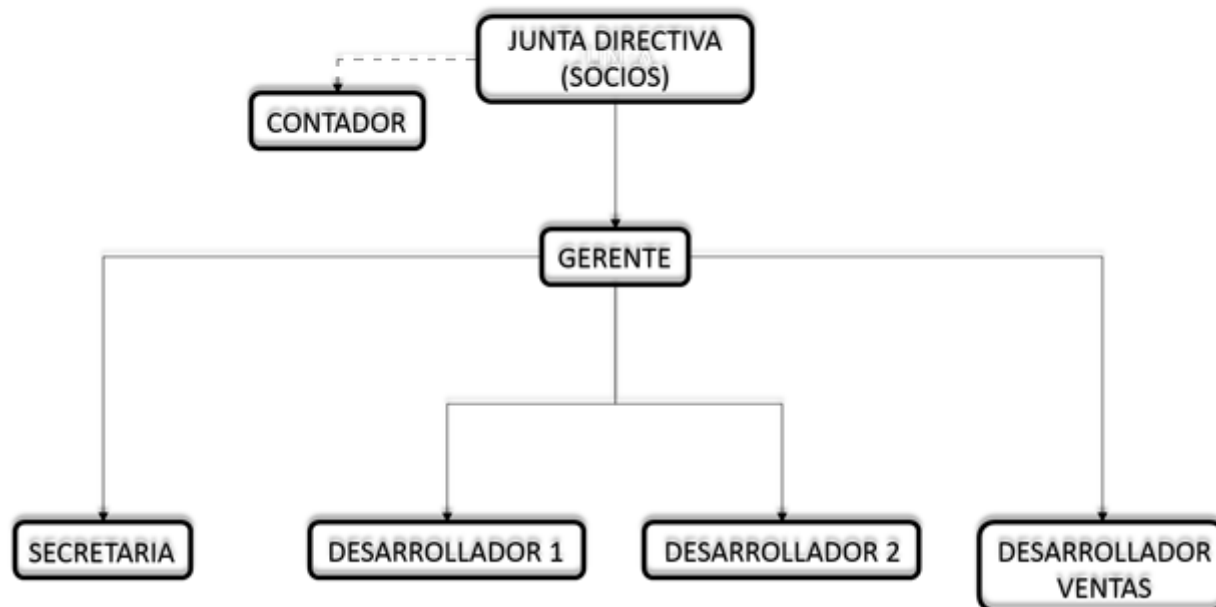 JUNTA DIRECTIVA
(SOCIOS)
CONTADOR
GERENTE
SECRETARIA
DESARROLLADOR 1
DESARROLLADOR 2
DESARROLLADOR
VENTAS